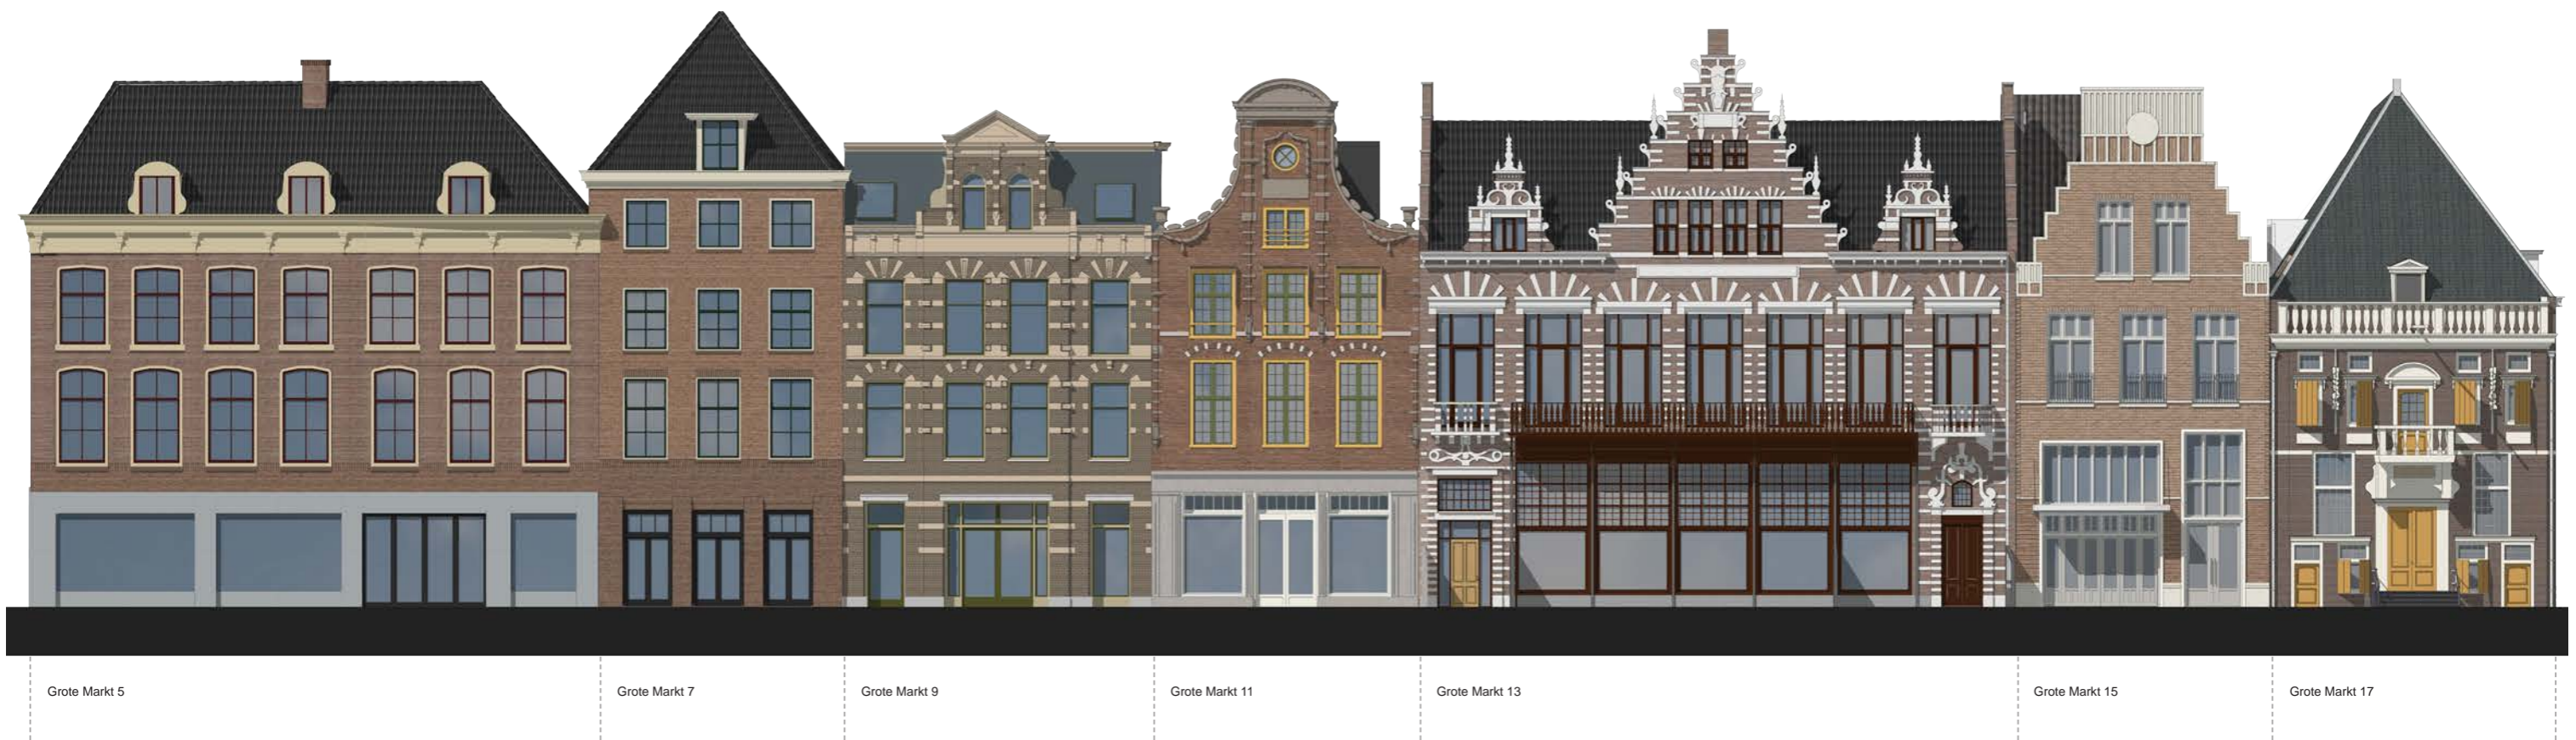 Grote Markt 5
Grote Markt 7
Grote Markt 9
Grote Markt 11
Grote Markt 13
Grote Markt 15
Grote Markt 17